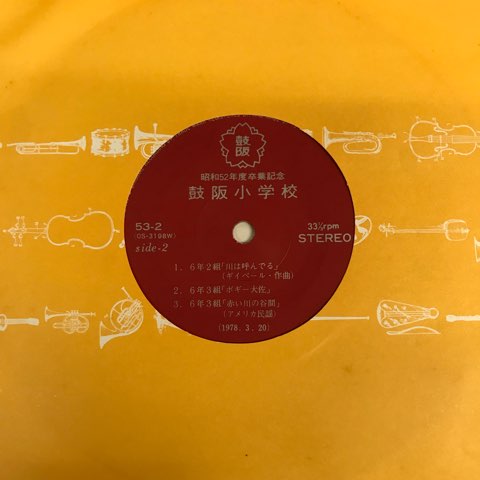 鼓
阪
昭和52年度卒業記念
鼓阪小学校
53-2
(05-3198W)
side-2
33⅓rpm
STEREO
1. 6年2組「川は呼んでる」
(ギイベール・作曲)
2. 6年3組「ボギー大佐」
3. 6年3組「赤い川の谷間」
(アメリカ民謡)
(1978. 3. 20)